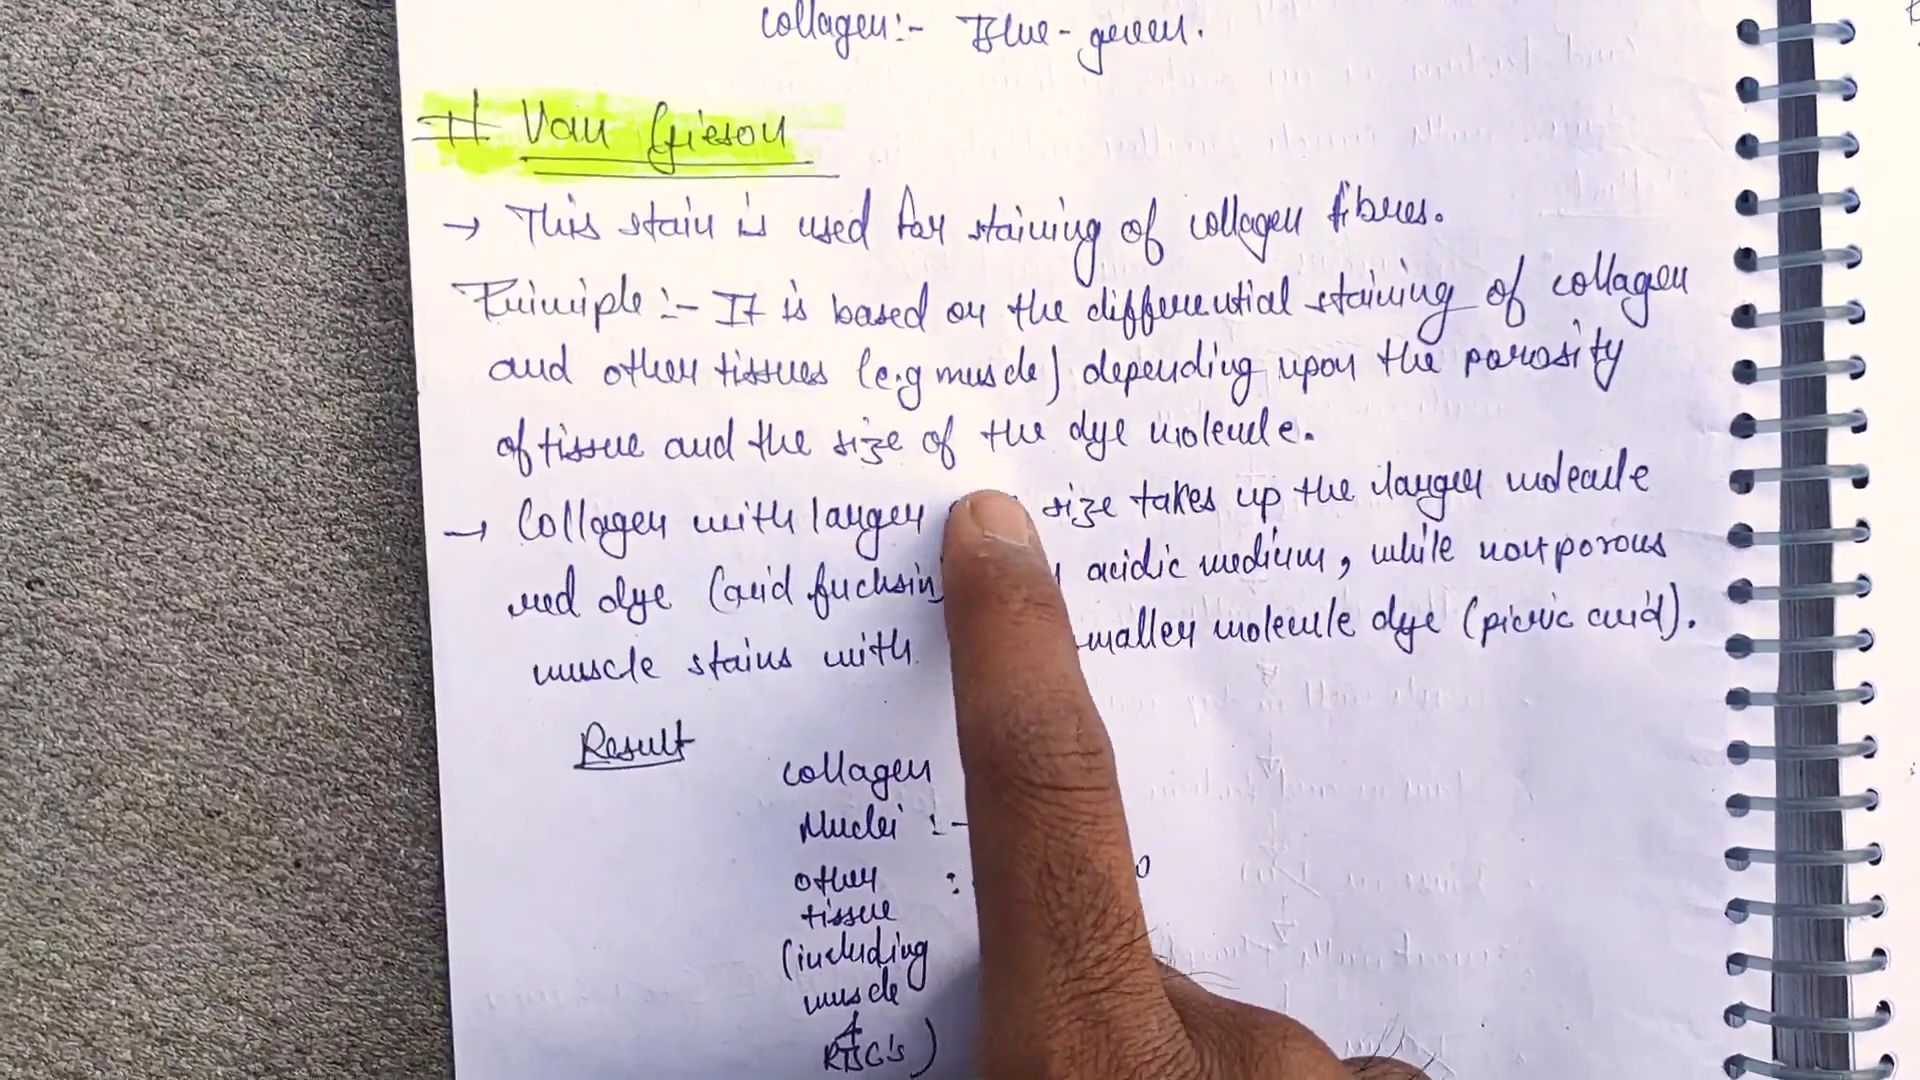 collagen:- Blue-green.
# Van Gieson
→ This stain is used for staining of collagen fibres.
Principle:- It is based on the differential staining of collagen
and other tissues (e.g muscle) depending upon the porosity
of tissue and the size of the dye molecule.
→ Collagen with larger size takes up the larger molecule
red dye (acid fuchsin) acidic medium, while nonporous
muscle stains with smaller molecule dye (picric acid).
Result
collagen
Nuclei :-
other :
tissue
(including
muscle
&
RBC's)